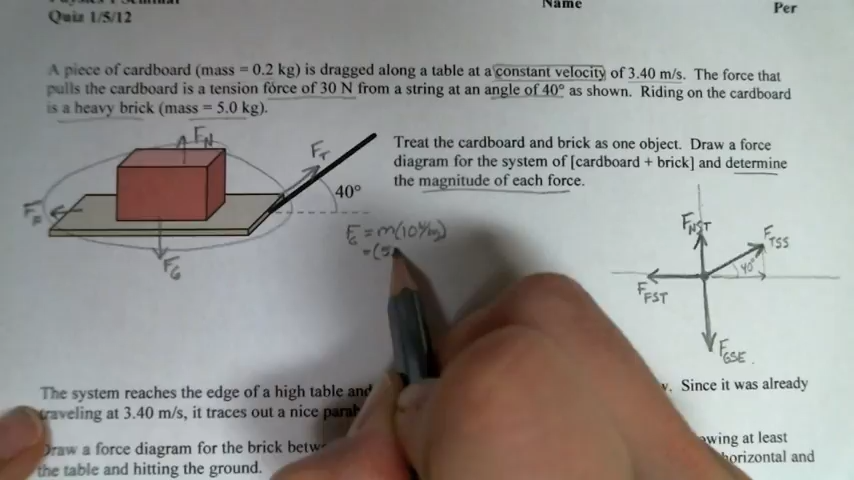 Name
Per
Quiz 1/5/12
A piece of cardboard (mass = 0.2 kg) is dragged along a table at a constant velocity of 3.40 m/s. The force that
pulls the cardboard is a tension force of 30 N from a string at an angle of 40° as shown. Riding on the cardboard
is a heavy brick (mass = 5.0 kg).
Treat the cardboard and brick as one object. Draw a force
diagram for the system of [cardboard + brick] and determine
the magnitude of each force.
FN
FT
40°
FG
FG = m(10 N/kg)
= (5
FNST
FTSS
40°
FFST
FGSE
The system reaches the edge of a high table and
Since it was already
traveling at 3.40 m/s, it traces out a nice
Draw a force diagram for the brick
at least
the table and hitting the ground.
horizontal and